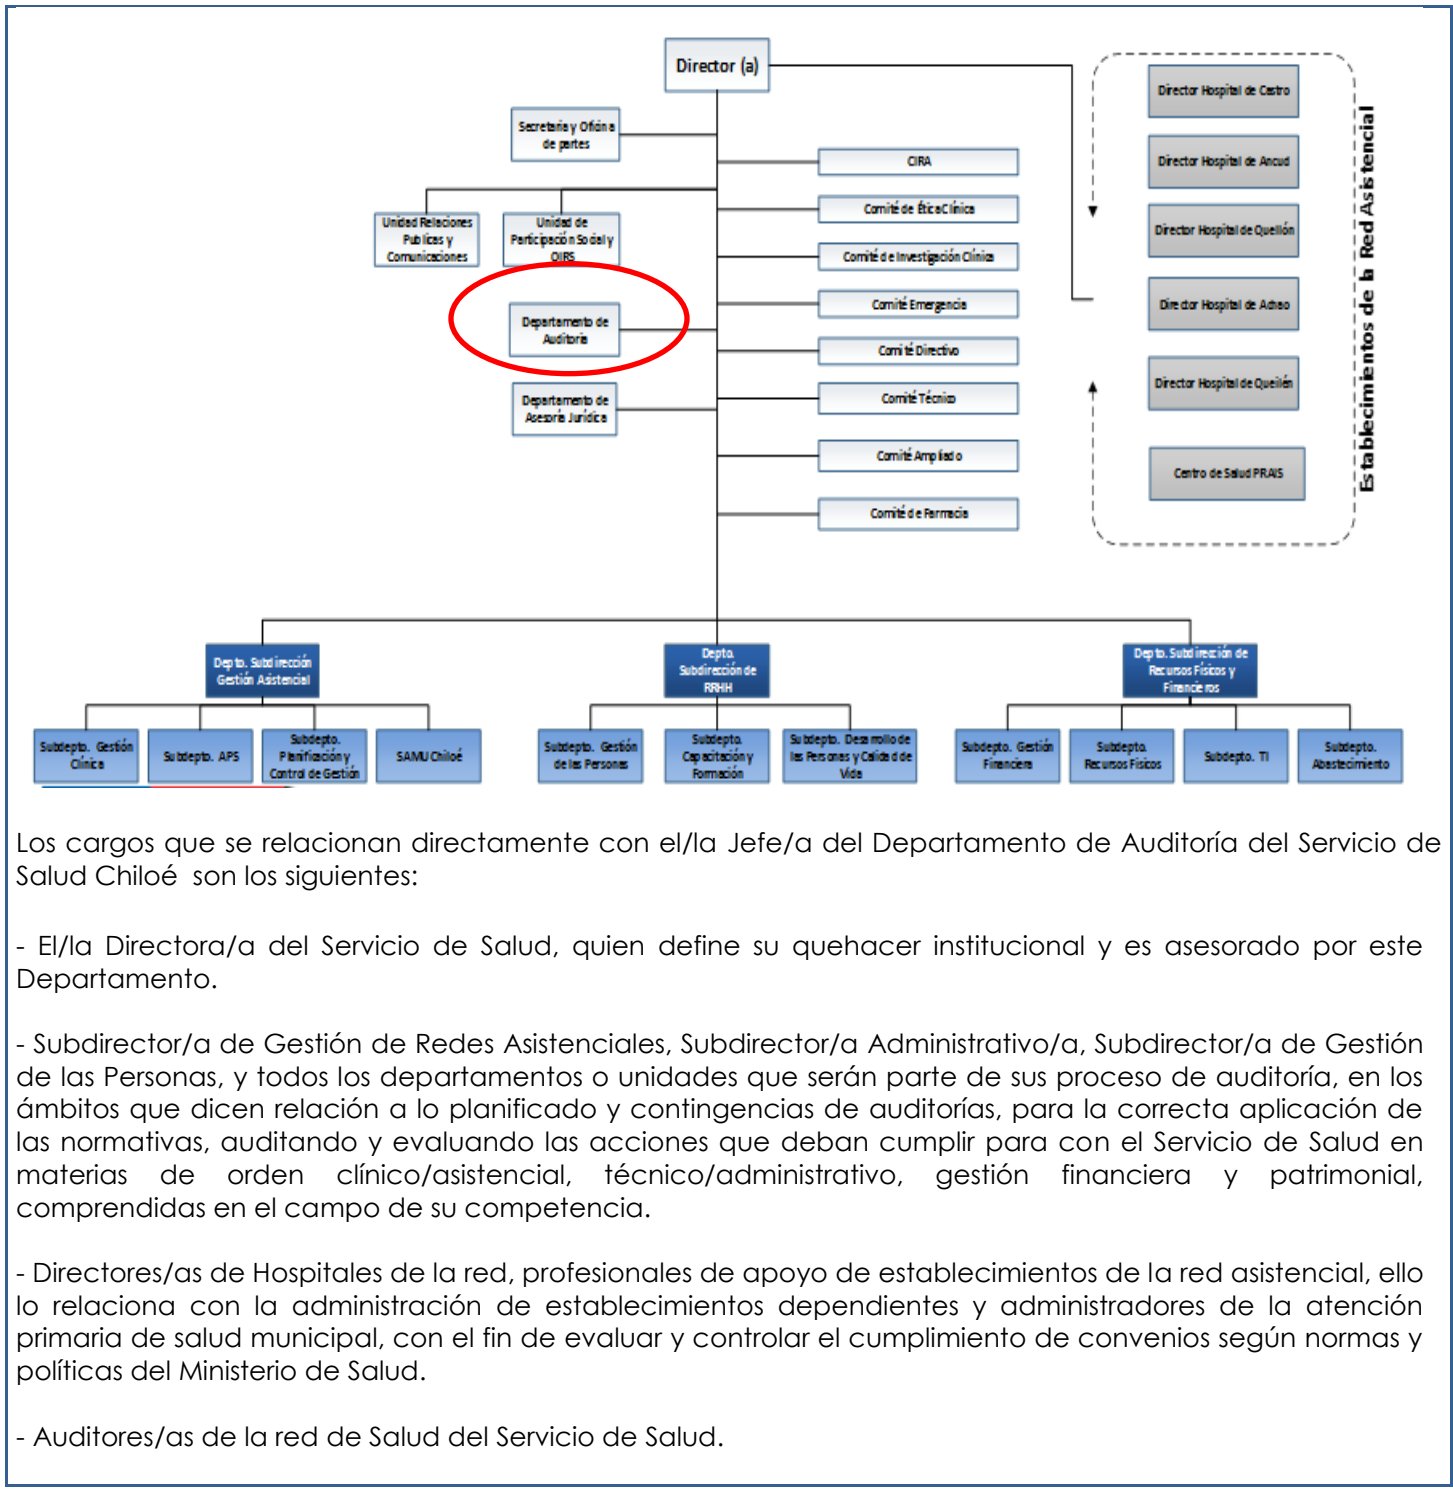 Director (a)
Secretaria y Oficina
de partes
Unidad Relaciones
Publicas y
Comunicaciones
Unidad de
Participación Social y
OIRS
Departamento de
Auditoria
Departamento de
Asesoría Jurídica
CIRA
Comité de Ética Clínica
Comité de Investigación Clínica
Comité Emergencia
Comité Directivo
Comité Técnico
Comité Ampliado
Comité de Farmacia
Director Hospital de Castro
Director Hospital de Ancud
Director Hospital de Quellón
Director Hospital de Achao
Director Hospital de Queilén
Centro de Salud PRAIS
Establecimientos de la Red Asistencial
Depto. Subdirección
Gestión Asistencial
Depto.
Subdirección de
RRHH
Depto. Subdirección de
Recursos Físicos y
Financieros
Subdepto. Gestión
Clínica
Subdepto. APS
Subdepto.
Planificación y
Control de Gestión
SAMU Chiloé
Subdepto. Gestión
de las Personas
Subdepto.
Capacitación y
Formación
Subdepto. Desarrollo de
las Personas y Calidad de
Vida
Subdepto. Gestión
Financiera
Subdepto.
Recursos Físicos
Subdepto. TI
Subdepto.
Abastecimiento
Los cargos que se relacionan directamente con el/la Jefe/a del Departamento de Auditoría del Servicio de
Salud Chiloé son los siguientes:
- El/la Directora/a del Servicio de Salud, quien define su quehacer institucional y es asesorado por este
Departamento.
- Subdirector/a de Gestión de Redes Asistenciales, Subdirector/a Administrativo/a, Subdirector/a de Gestión
de las Personas, y todos los departamentos o unidades que serán parte de sus proceso de auditoría, en los
ámbitos que dicen relación a lo planificado y contingencias de auditorías, para la correcta aplicación de
las normativas, auditando y evaluando las acciones que deban cumplir para con el Servicio de Salud en
materias de orden clínico/asistencial, técnico/administrativo, gestión financiera y patrimonial,
comprendidas en el campo de su competencia.
- Directores/as de Hospitales de la red, profesionales de apoyo de establecimientos de la red asistencial, ello
lo relaciona con la administración de establecimientos dependientes y administradores de la atención
primaria de salud municipal, con el fin de evaluar y controlar el cumplimiento de convenios según normas y
políticas del Ministerio de Salud.
- Auditores/as de la red de Salud del Servicio de Salud.